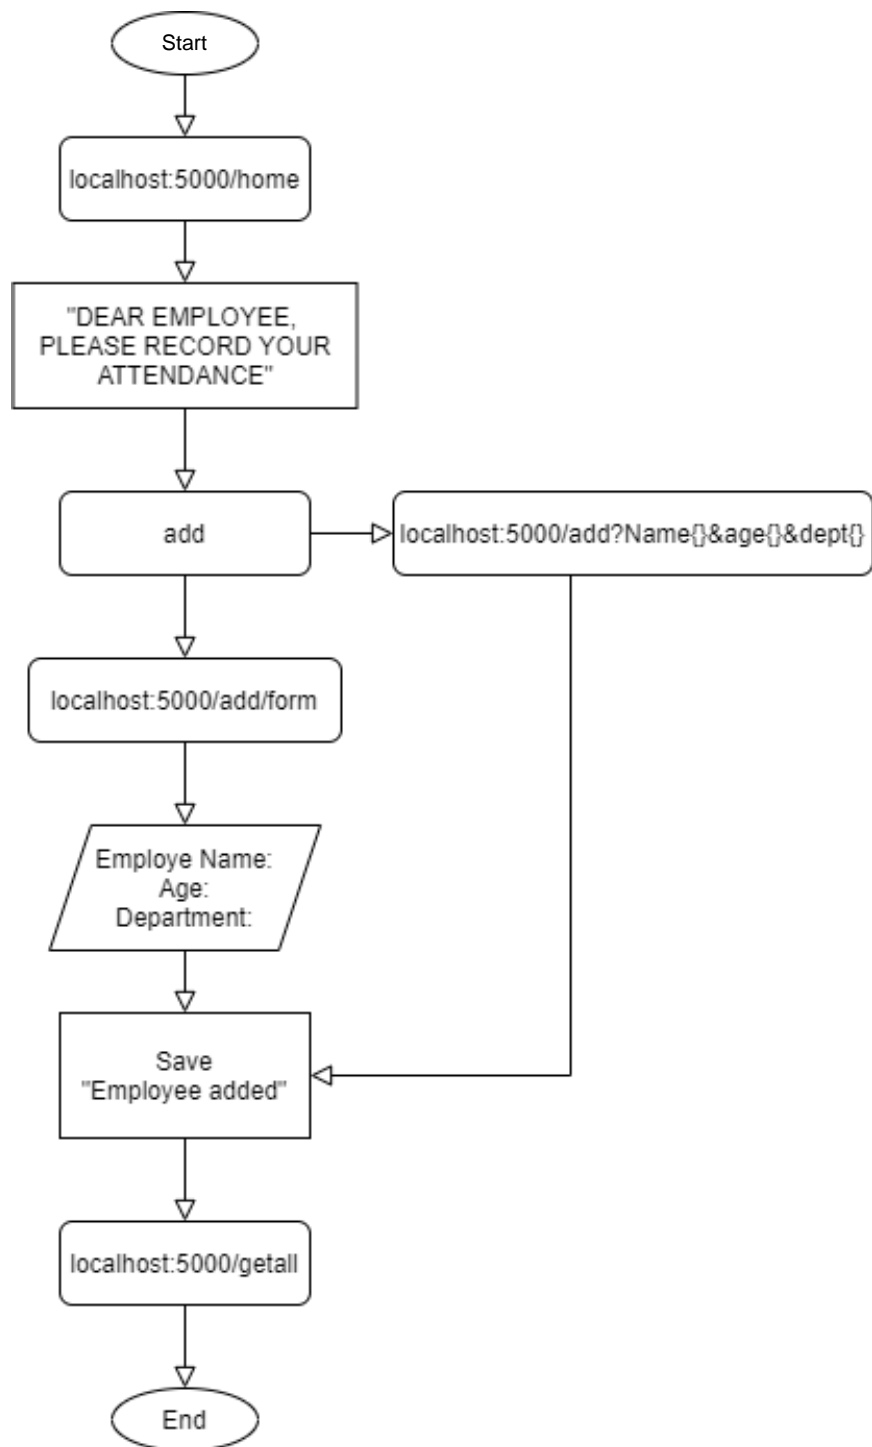 Start
localhost:5000/home
"DEAR EMPLOYEE,
PLEASE RECORD YOUR
ATTENDANCE"
add
localhost:5000/add?Name{}&age{}&dept{}
localhost:5000/add/form
Employe Name:
Age:
Department:
Save
"Employee added"
localhost:5000/getall
End